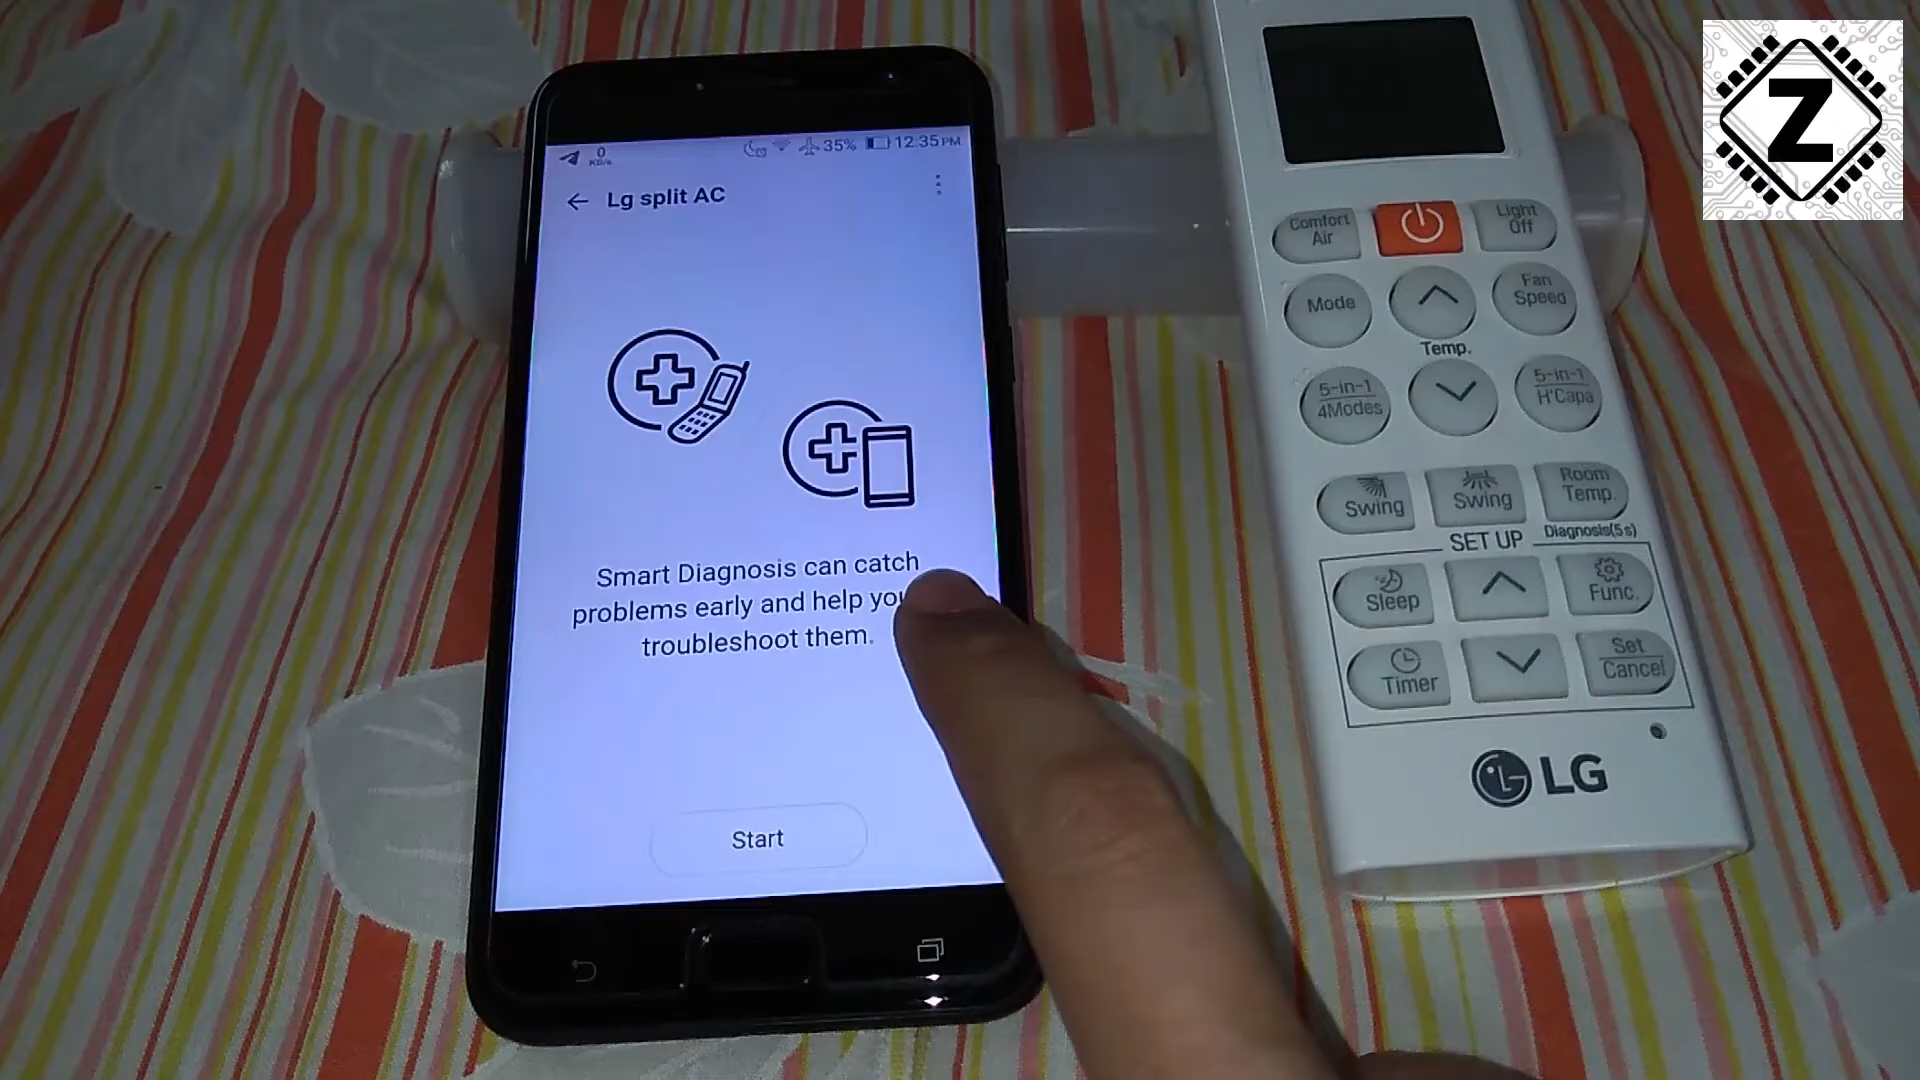 0
KB/s
35%
12:35 PM
Lg split AC
Smart Diagnosis can catch
problems early and help you
troubleshoot them.
Start
Comfort
Air
Light
Off
Mode
Fan
Speed
Temp.
5-in-1
4Modes
5-in-1
H'Capa
Swing
Swing
Room
Temp.
Diagnosis(5s)
SET UP
Sleep
Func.
Timer
Set
Cancel
LG
Z